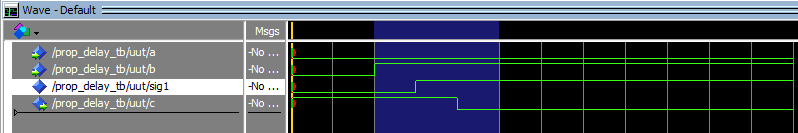 Wave - Default
Msgs
/prop_delay_tb/uut/a -No ...
/prop_delay_tb/uut/b -No ...
/prop_delay_tb/uut/sig1 -No ...
/prop_delay_tb/uut/c -No ...